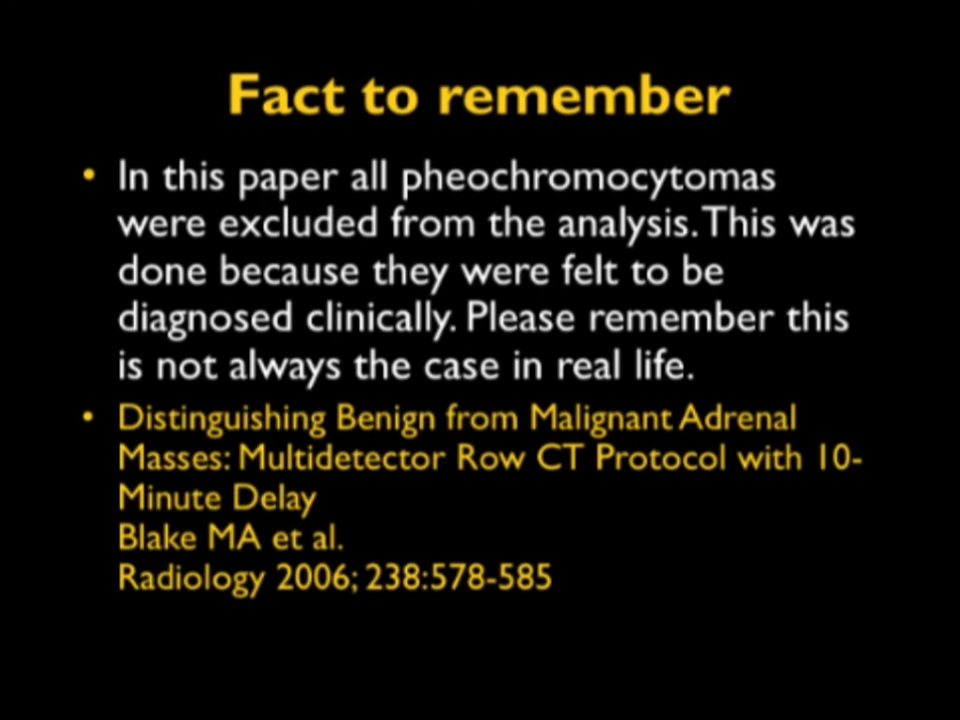 Fact to remember
• In this paper all pheochromocytomas
were excluded from the analysis. This was
done because they were felt to be
diagnosed clinically. Please remember this
is not always the case in real life.
• Distinguishing Benign from Malignant Adrenal
Masses: Multidetector Row CT Protocol with 10-
Minute Delay
Blake MA et al.
Radiology 2006; 238:578-585